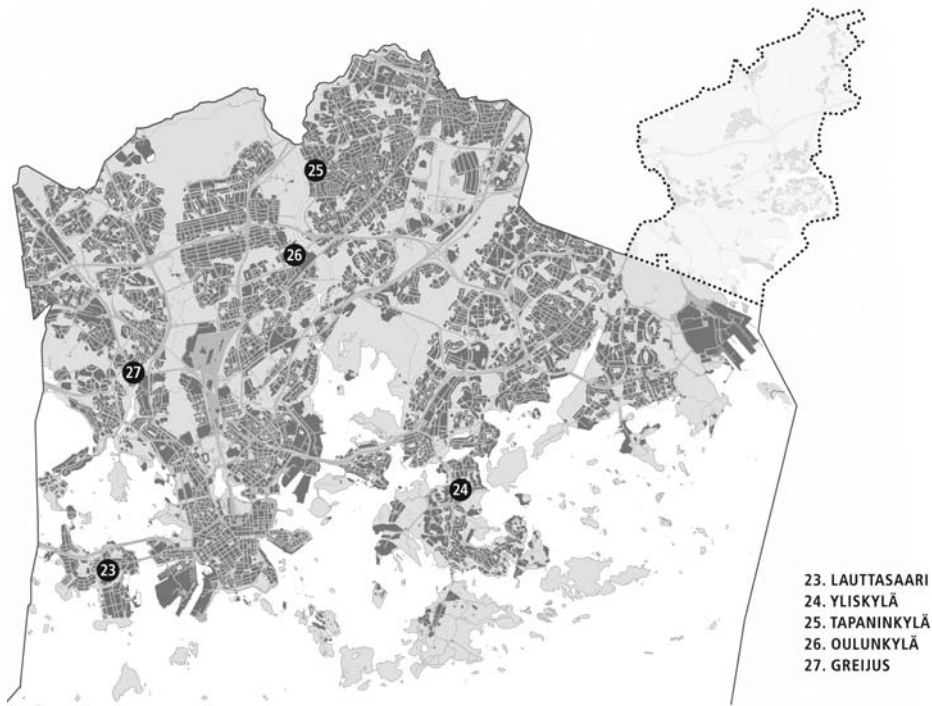 25
26
27
24
23
23. LAUTTASAARI
24. YLISKYLÄ
25. TAPANINKYLÄ
26. OULUNKYLÄ
27. GREIJUS